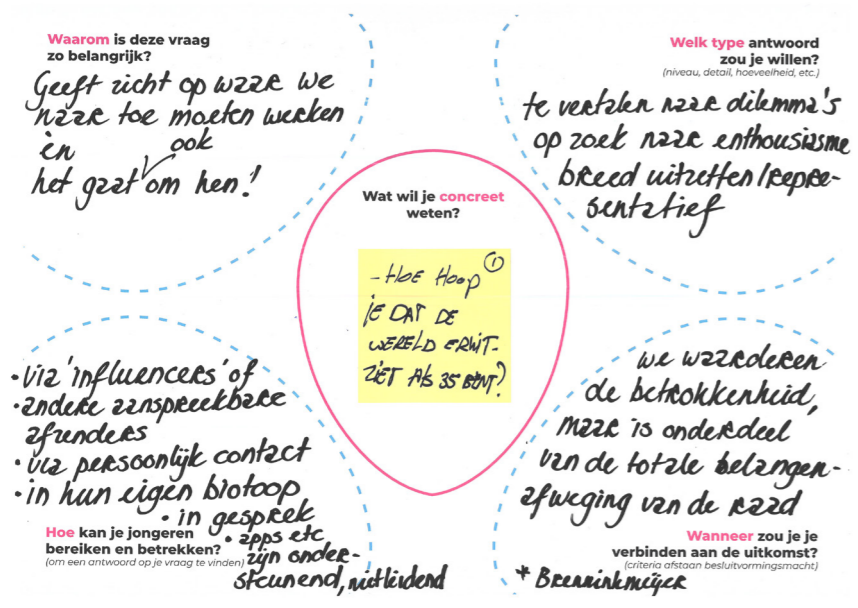 Waarom is deze vraag
zo belangrijk?
Geeft zicht op waar we
naar toe moeten werken
èn ook
het gaat om hen!
Welk type antwoord
zou je willen?
(niveau, detail, hoeveelheid, etc.)
te vertalen naar dilemma's
op zoek naar enthousiasme
breed uitzetten/repre-
sentatief
Wat wil je concreet
weten?
- HOE HOOP 1
JE DAT DE
WERELD ERUIT-
ZIET ALS 35 BENT?
• via 'influencers' of
• andere aanspreekbare
afzenders
• via persoonlijk contact
• in hun eigen biotoop
• in gesprek
• apps etc
zijn onder-
steunend, niet leidend
Hoe kan je jongeren
bereiken en betrekken?
(om een antwoord op je vraag te vinden)
we waarderen
de betrokkenheid,
maar is onderdeel
van de totale belangen-
afweging van de raad
Wanneer zou je je
verbinden aan de uitkomst?
(criteria afstaan besluitvormingsmacht)
* Brenninkmeijer